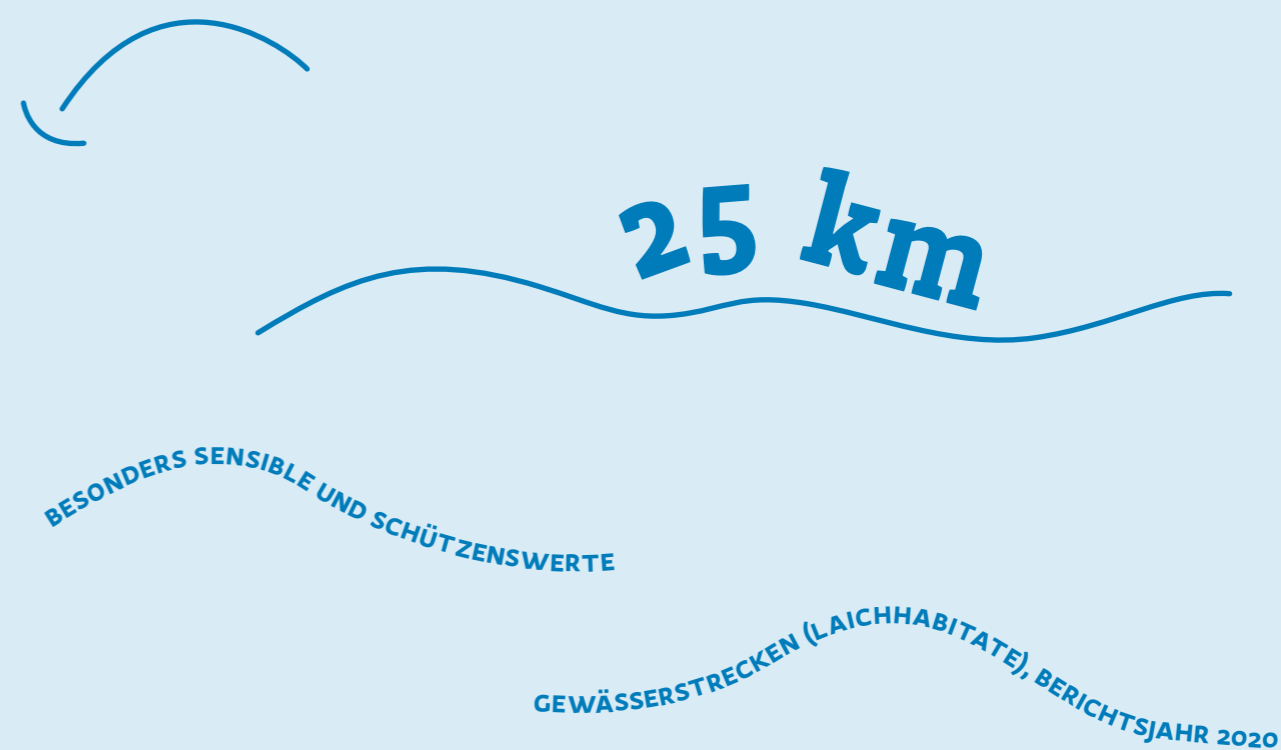 25 km
BESONDERS SENSIBLE UND SCHÜTZENSWERTE
GEWÄSSERSTRECKEN (LAICHHABITATE), BERICHTSJAHR 2020